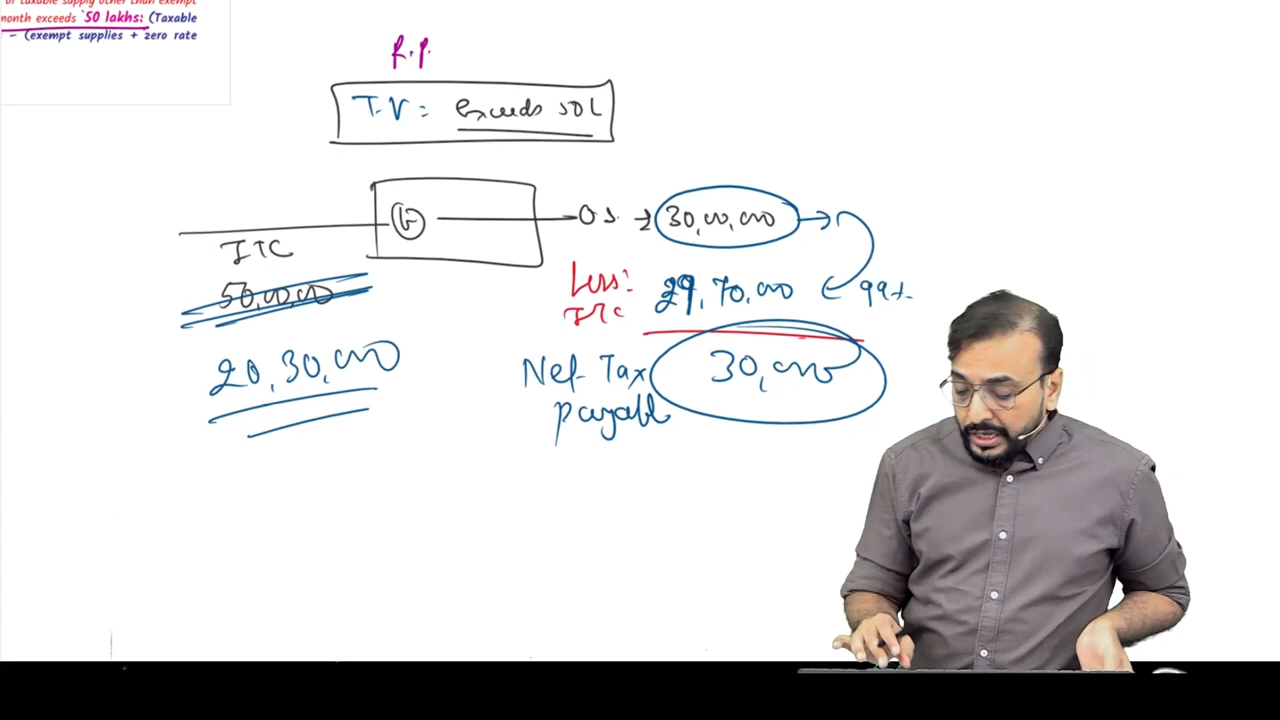 of taxable supply other than exempt
month exceeds `50 lakhs: (Taxable
- (exempt supplies + zero rate
R.P.
T.V = exceeds 50L
ITC
O.S. → 30,00,000 →
50,00,000
Less: 29,70,000 ← 99%
ITC
20,30,000
Net Tax 30,000
payable